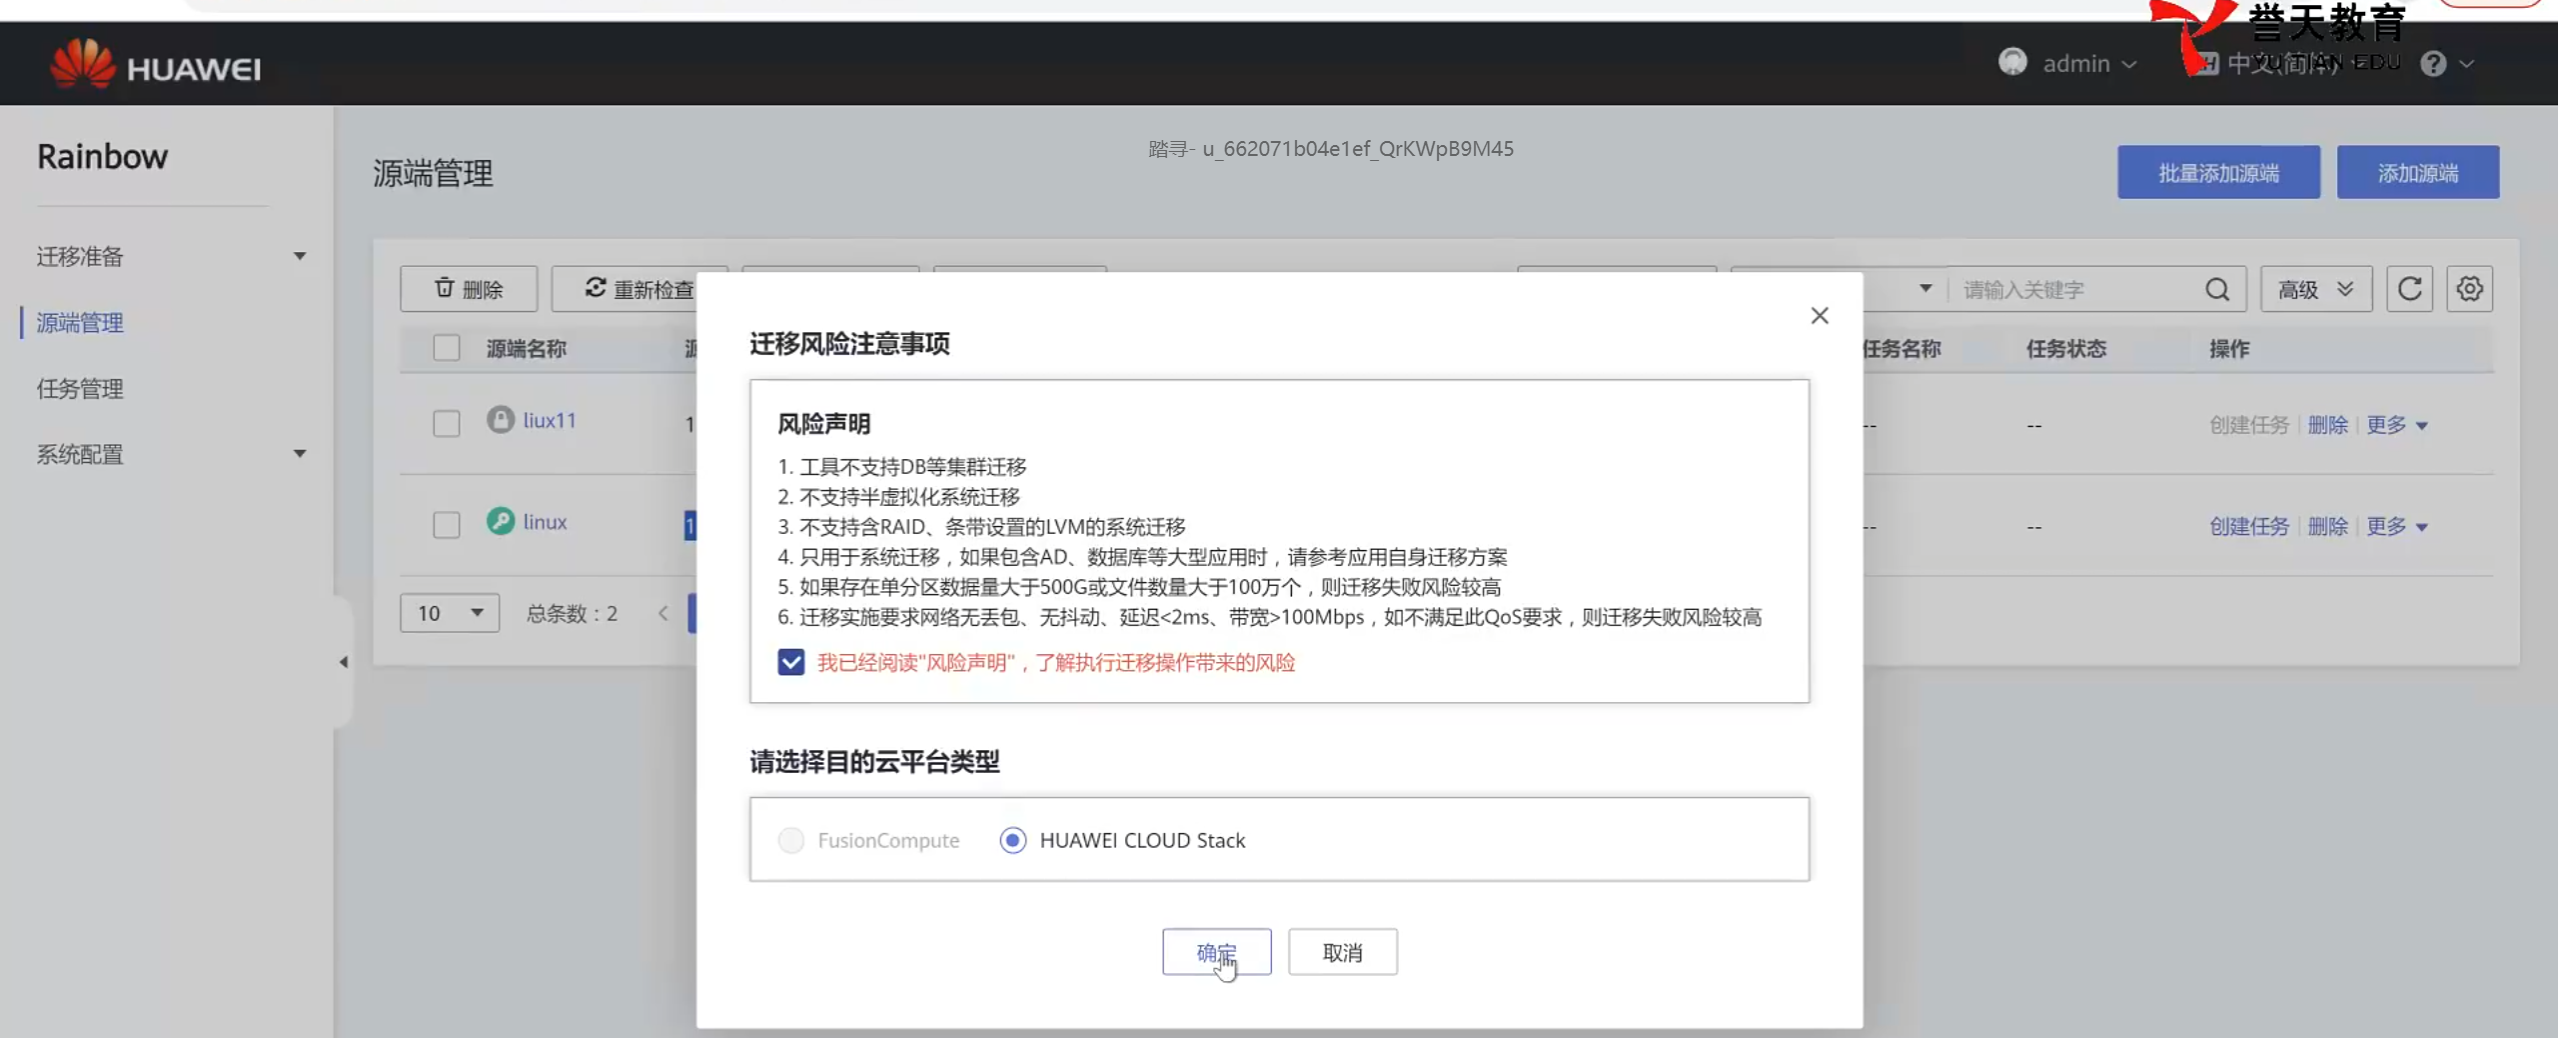 HUAWEI
admin
誉天教育
YU TIAN EDU
中文(简体)
Rainbow
迁移准备
源端管理
任务管理
系统配置
源端管理
踏寻- u_662071b04e1ef_QrKWpB9M45
批量添加源端
添加源端
删除
重新检查
请输入关键字
高级
源端名称
源
任务名称
任务状态
操作
liux11
1
--
--
创建任务 删除 更多
linux
1
--
--
创建任务 删除 更多
10
总条数：2
迁移风险注意事项
风险声明
1. 工具不支持DB等集群迁移
2. 不支持半虚拟化系统迁移
3. 不支持含RAID、条带设置的LVM的系统迁移
4. 只用于系统迁移，如果包含AD、数据库等大型应用时，请参考应用自身迁移方案
5. 如果存在单分区数据量大于500G或文件数量大于100万个，则迁移失败风险较高
6. 迁移实施要求网络无丢包、无抖动、延迟<2ms、带宽>100Mbps，如不满足此QoS要求，则迁移失败风险较高
我已经阅读"风险声明"，了解执行迁移操作带来的风险
请选择目的云平台类型
FusionCompute
HUAWEI CLOUD Stack
确定
取消